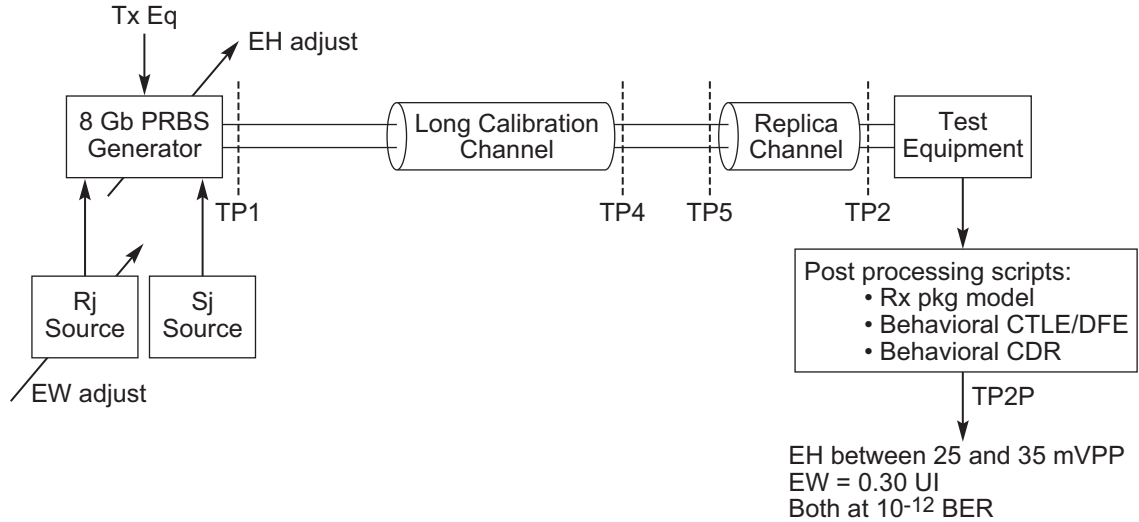 Tx Eq
EH adjust
8 Gb PRBS
Generator
Long Calibration
Channel
Replica
Channel
Test
Equipment
TP1
TP4
TP5
TP2
Rj
Source
Sj
Source
EW adjust
Post processing scripts:
• Rx pkg model
• Behavioral CTLE/DFE
• Behavioral CDR
TP2P
EH between 25 and 35 mVPP
EW = 0.30 UI
Both at 10-12 BER